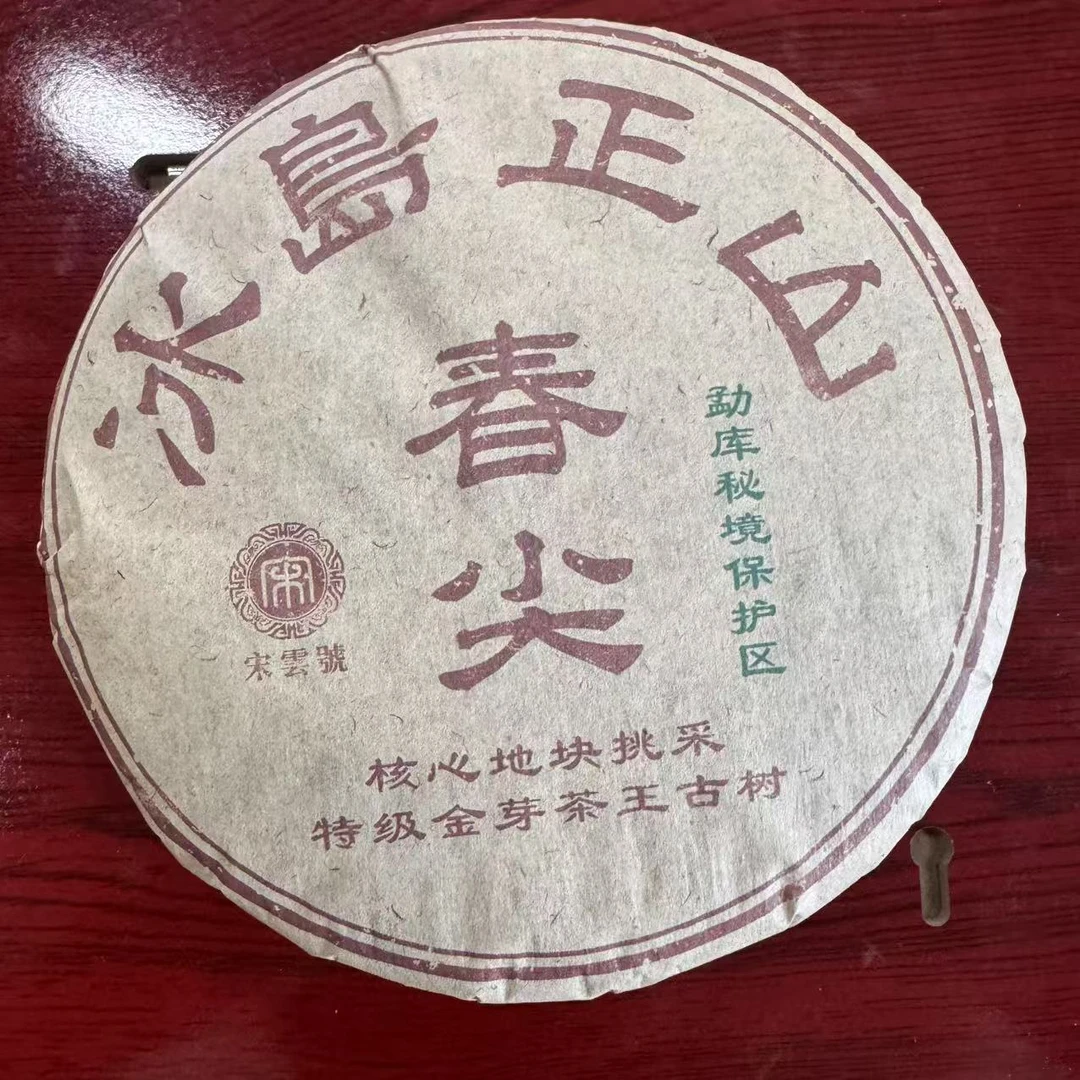 冰島正山
春尖
勐库秘境保护区
宋
宋雲號
核心地块挑采
特级金芽茶王古树